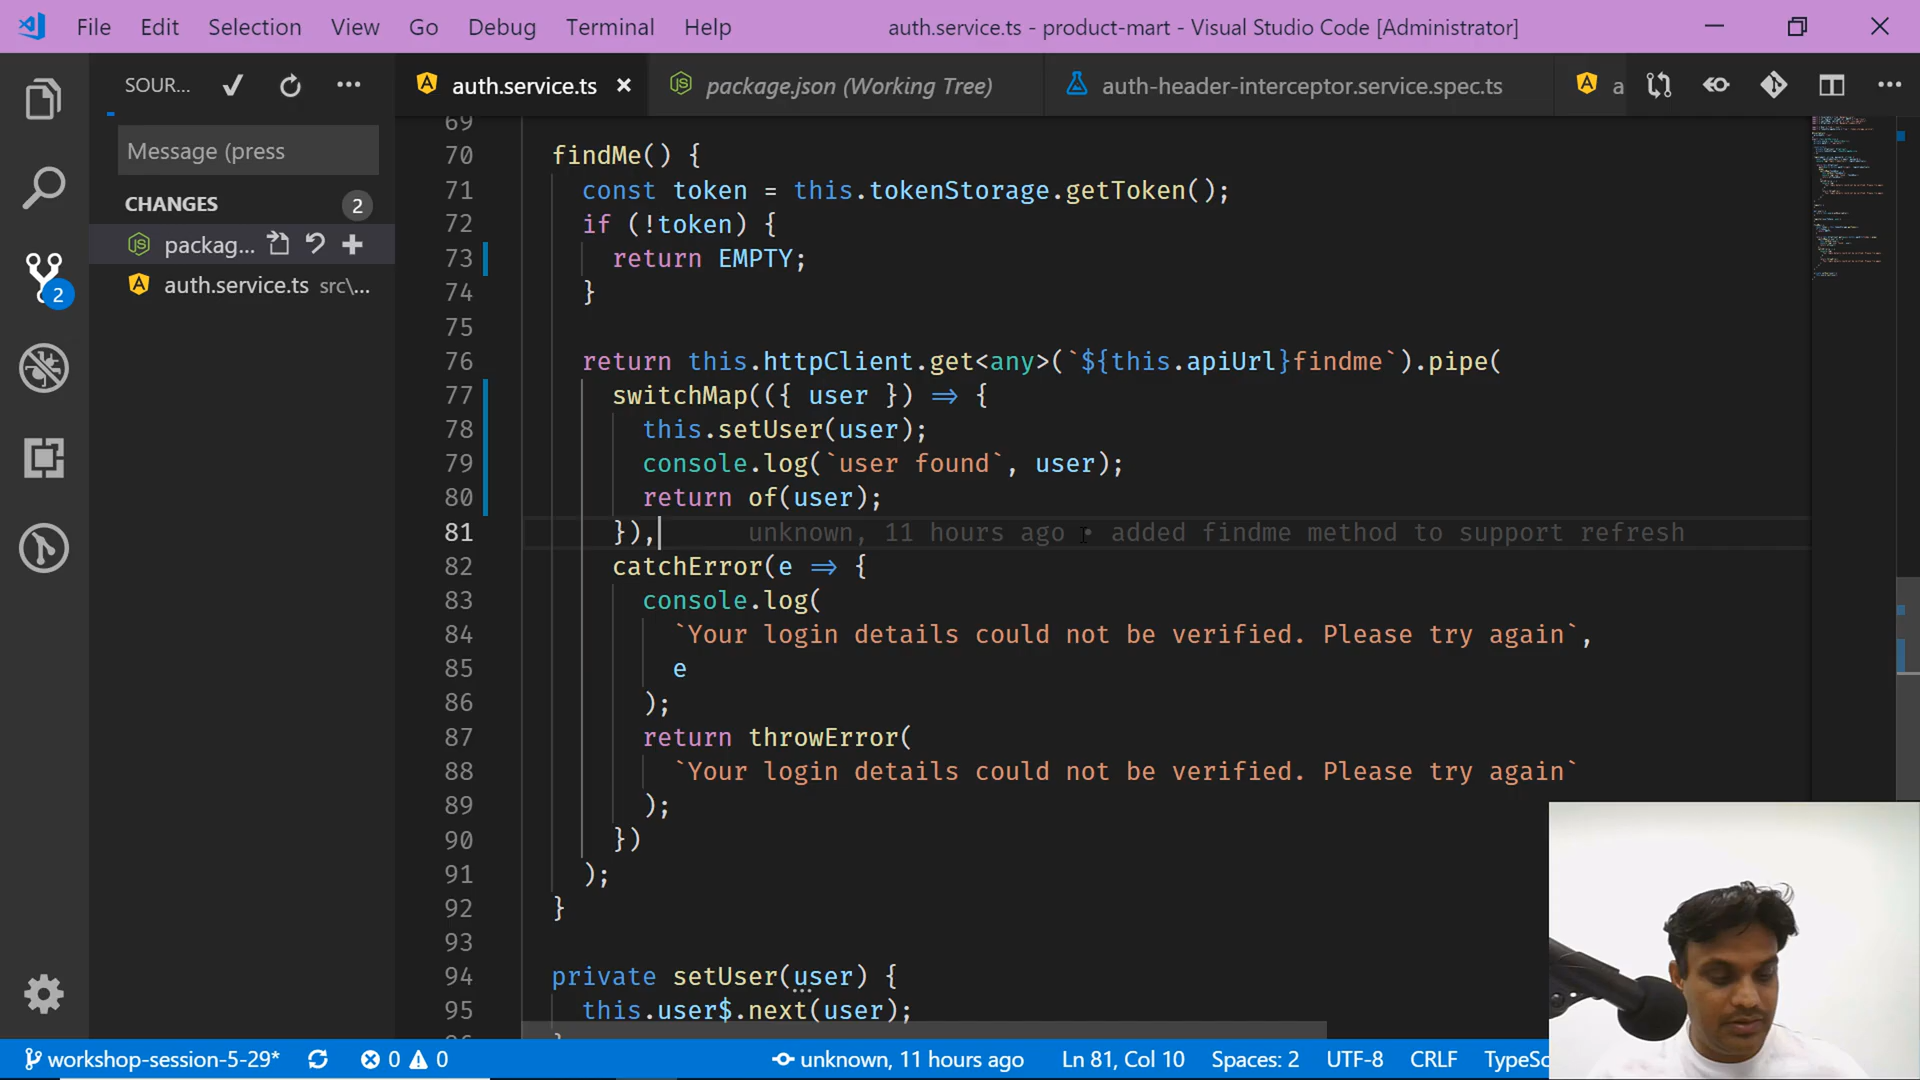 File Edit Selection View Go Debug Terminal Help auth.service.ts - product-mart - Visual Studio Code [Administrator]
SOUR... auth.service.ts package.json (Working Tree) auth-header-interceptor.service.spec.ts a
Message (press
CHANGES 2
packag...
auth.service.ts src\...
2
69
70 findMe() {
71 const token = this.tokenStorage.getToken();
72 if (!token) {
73 return EMPTY;
74 }
75
76 return this.httpClient.get<any>(`${this.apiUrl}findme`).pipe(
77 switchMap(({ user }) => {
78 this.setUser(user);
79 console.log(`user found`, user);
80 return of(user);
81 }), unknown, 11 hours ago • added findme method to support refresh
82 catchError(e => {
83 console.log(
84 `Your login details could not be verified. Please try again`,
85 e
86 );
87 return throwError(
88 `Your login details could not be verified. Please try again`
89 );
90 })
91 );
92 }
93
94 private setUser(user) {
95 this.user$.next(user);
workshop-session-5-29* 0 0 unknown, 11 hours ago Ln 81, Col 10 Spaces: 2 UTF-8 CRLF TypeSc